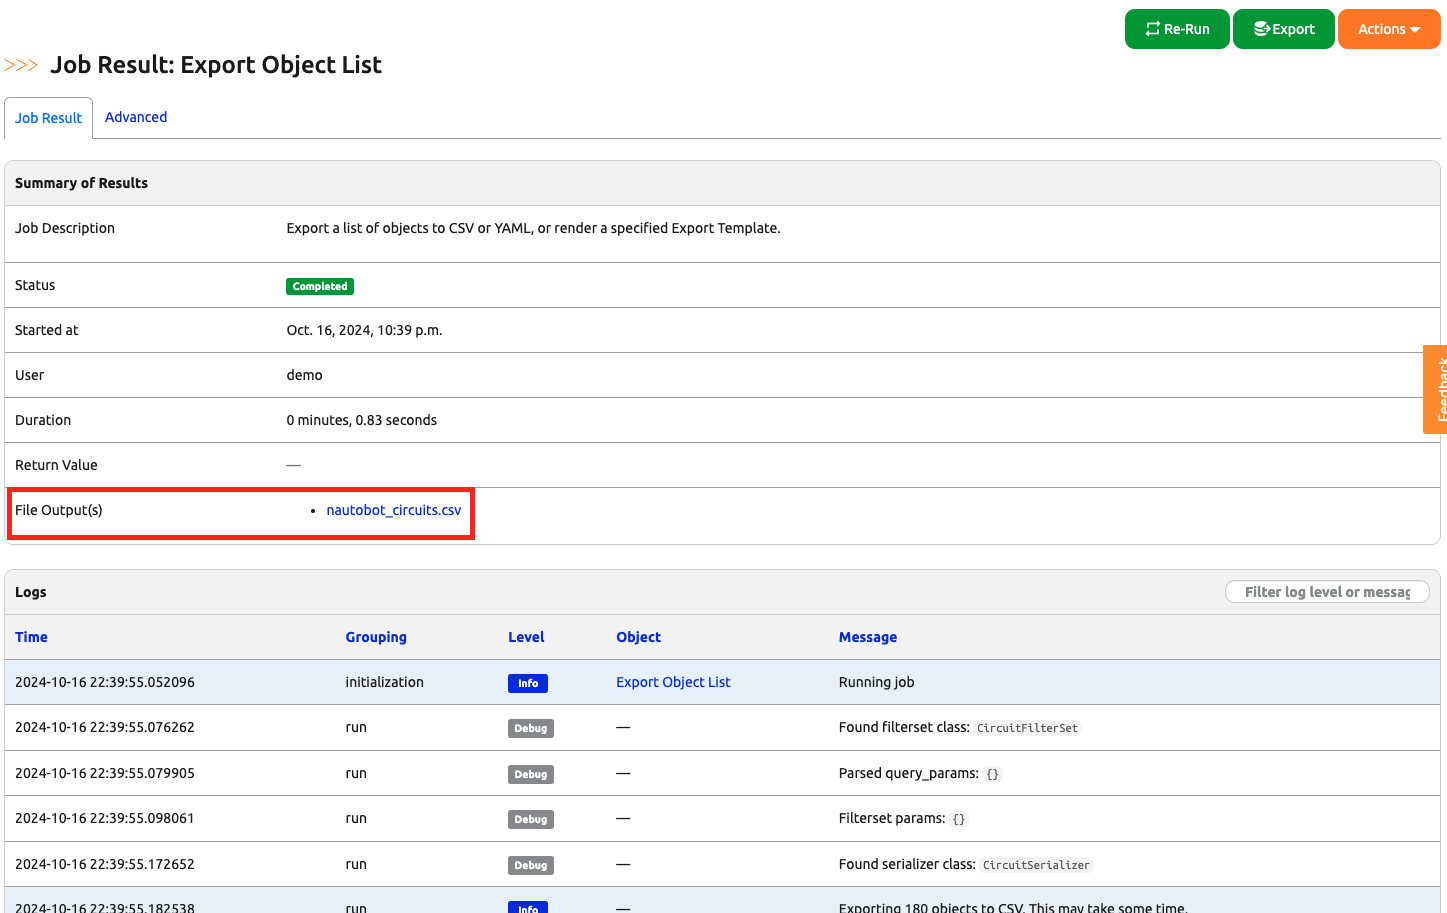 Re-Run Export Actions
>>> Job Result: Export Object List
Job Result Advanced
Summary of Results
Job Description Export a list of objects to CSV or YAML, or render a specified Export Template.
Status Completed
Started at Oct. 16, 2024, 10:39 p.m.
User demo
Feedback
Duration 0 minutes, 0.83 seconds
Return Value —
File Output(s) • nautobot_circuits.csv
Logs Filter log level or messag
Time Grouping Level Object Message
2024-10-16 22:39:55.052096 initialization Info Export Object List Running job
2024-10-16 22:39:55.076262 run Debug — Found filterset class: CircuitFilterSet
2024-10-16 22:39:55.079905 run Debug — Parsed query_params: {}
2024-10-16 22:39:55.098061 run Debug — Filterset params: {}
2024-10-16 22:39:55.172652 run Debug — Found serializer class: CircuitSerializer
2024-10-16 22:39:55.182538 run Info — Exporting 180 objects to CSV. This may take some time.